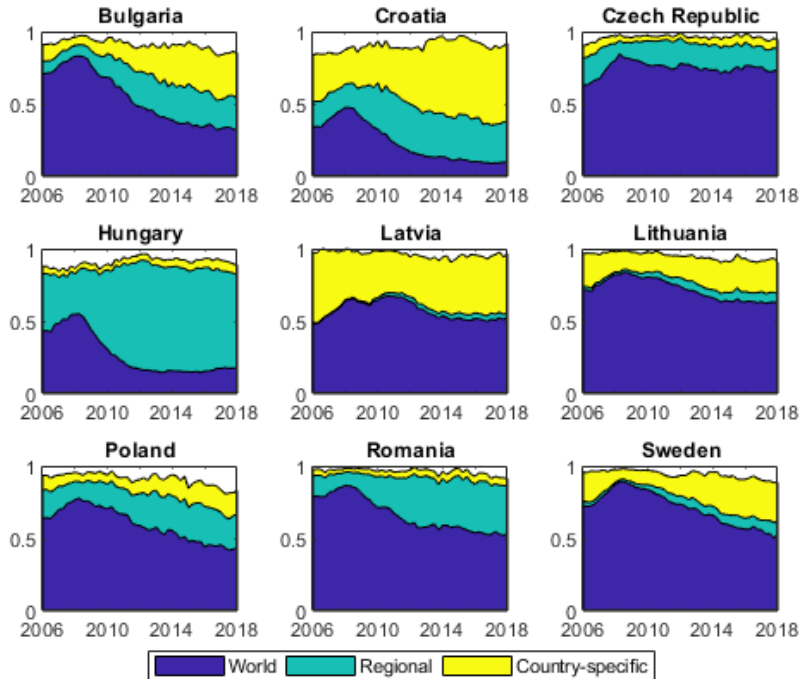 Bulgaria Croatia Czech Republic
1 1 1
0.5 0.5 0.5
0 0 0
2006 2010 2014 2018 2006 2010 2014 2018 2006 2010 2014 2018
Hungary Latvia Lithuania
1 1 1
0.5 0.5 0.5
0 0 0
2006 2010 2014 2018 2006 2010 2014 2018 2006 2010 2014 2018
Poland Romania Sweden
1 1 1
0.5 0.5 0.5
0 0 0
2006 2010 2014 2018 2006 2010 2014 2018 2006 2010 2014 2018
World Regional Country-specific